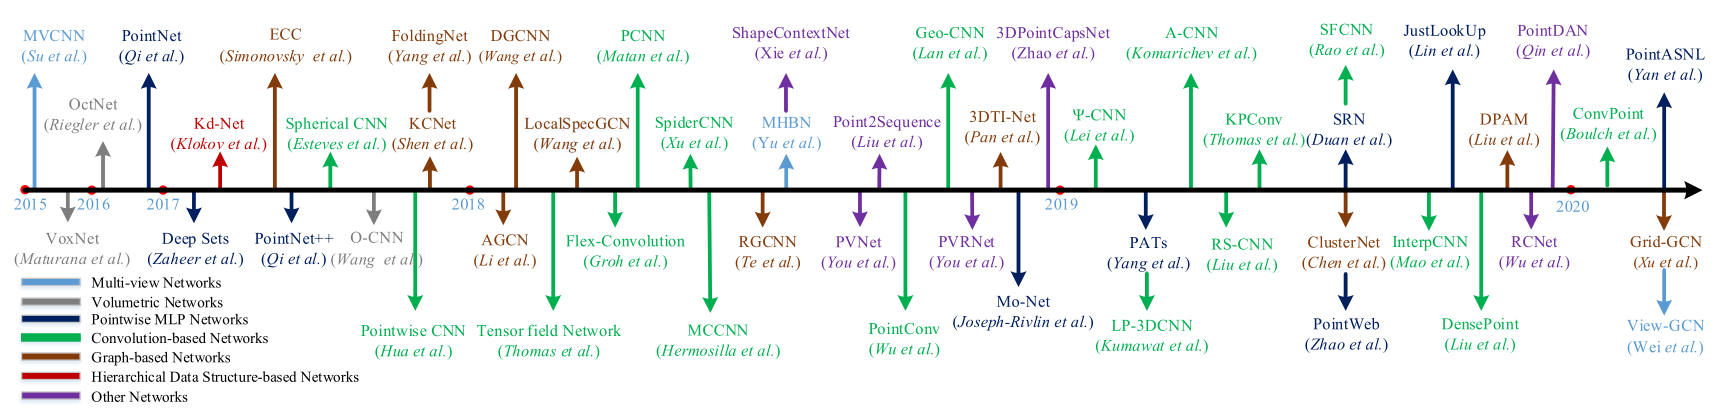 MVCNN
(Su et al.)
OctNet
(Riegler et al.)
PointNet
(Qi et al.)
Kd-Net
(Klokov et al.)
ECC
(Simonovsky et al.)
Spherical CNN
(Esteves et al.)
FoldingNet
(Yang et al.)
KCNet
(Shen et al.)
DGCNN
(Wang et al.)
LocalSpecGCN
(Wang et al.)
PCNN
(Matan et al.)
SpiderCNN
(Xu et al.)
ShapeContextNet
(Xie et al.)
MHBN
(Yu et al.)
Point2Sequence
(Liu et al.)
Geo-CNN
(Lan et al.)
3DTI-Net
(Pan et al.)
3DPointCapsNet
(Zhao et al.)
Ψ-CNN
(Lei et al.)
A-CNN
(Komarichev et al.)
KPConv
(Thomas et al.)
SFCNN
(Rao et al.)
SRN
(Duan et al.)
JustLookUp
(Lin et al.)
DPAM
(Liu et al.)
PointDAN
(Qin et al.)
ConvPoint
(Boulch et al.)
PointASNL
(Yan et al.)
2015
2016
2017
2018
2019
2020
VoxNet
(Maturana et al.)
Deep Sets
(Zaheer et al.)
PointNet++
(Qi et al.)
O-CNN
(Wang et al.)
Pointwise CNN
(Hua et al.)
AGCN
(Li et al.)
Tensor field Network
(Thomas et al.)
Flex-Convolution
(Groh et al.)
MCCNN
(Hermosilla et al.)
RGCNN
(Te et al.)
PVNet
(You et al.)
PointConv
(Wu et al.)
PVRNet
(You et al.)
Mo-Net
(Joseph-Rivlin et al.)
PATs
(Yang et al.)
LP-3DCNN
(Kumawat et al.)
RS-CNN
(Liu et al.)
ClusterNet
(Chen et al.)
PointWeb
(Zhao et al.)
InterpCNN
(Mao et al.)
DensePoint
(Liu et al.)
RCNet
(Wu et al.)
Grid-GCN
(Xu et al.)
View-GCN
(Wei et al.)
Multi-view Networks
Volumetric Networks
Pointwise MLP Networks
Convolution-based Networks
Graph-based Networks
Hierarchical Data Structure-based Networks
Other Networks